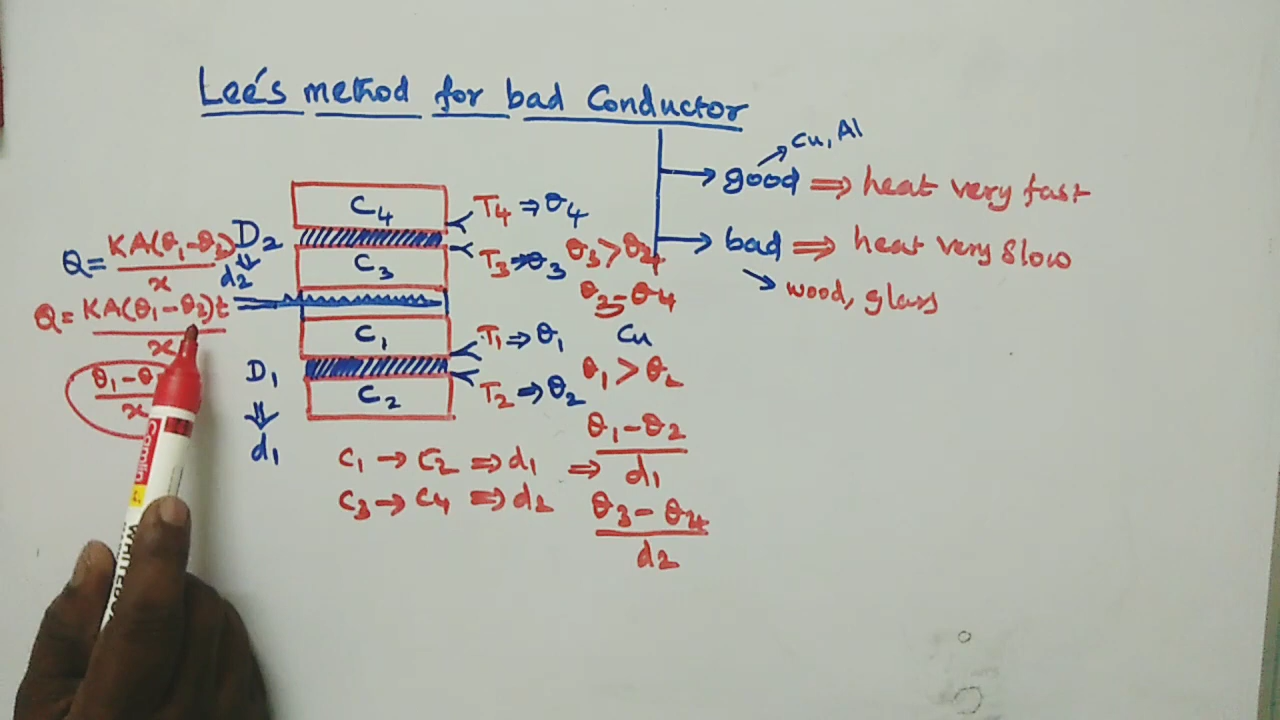 Lee's method for bad Conductor
Cu, Al
good ⇒ heat very fast
bad ⇒ heat very slow
wood, glass
C4
T4 ⇒ θ4
D2
d2
C3
T3 ⇒ θ3
θ3 > θ4
θ3 - θ4
Q = KA(θ1-θ2)
x
Q = KA(θ1-θ2)t
x
θ1-θ
x
C1
T1 ⇒ θ1
Cu
D1
d1
C2
T2 ⇒ θ2
θ1 > θ2
C1 → C2 ⇒ d1 ⇒ θ1-θ2
d1
C3 → C4 ⇒ d2
θ3 - θ4
d2
Camlin